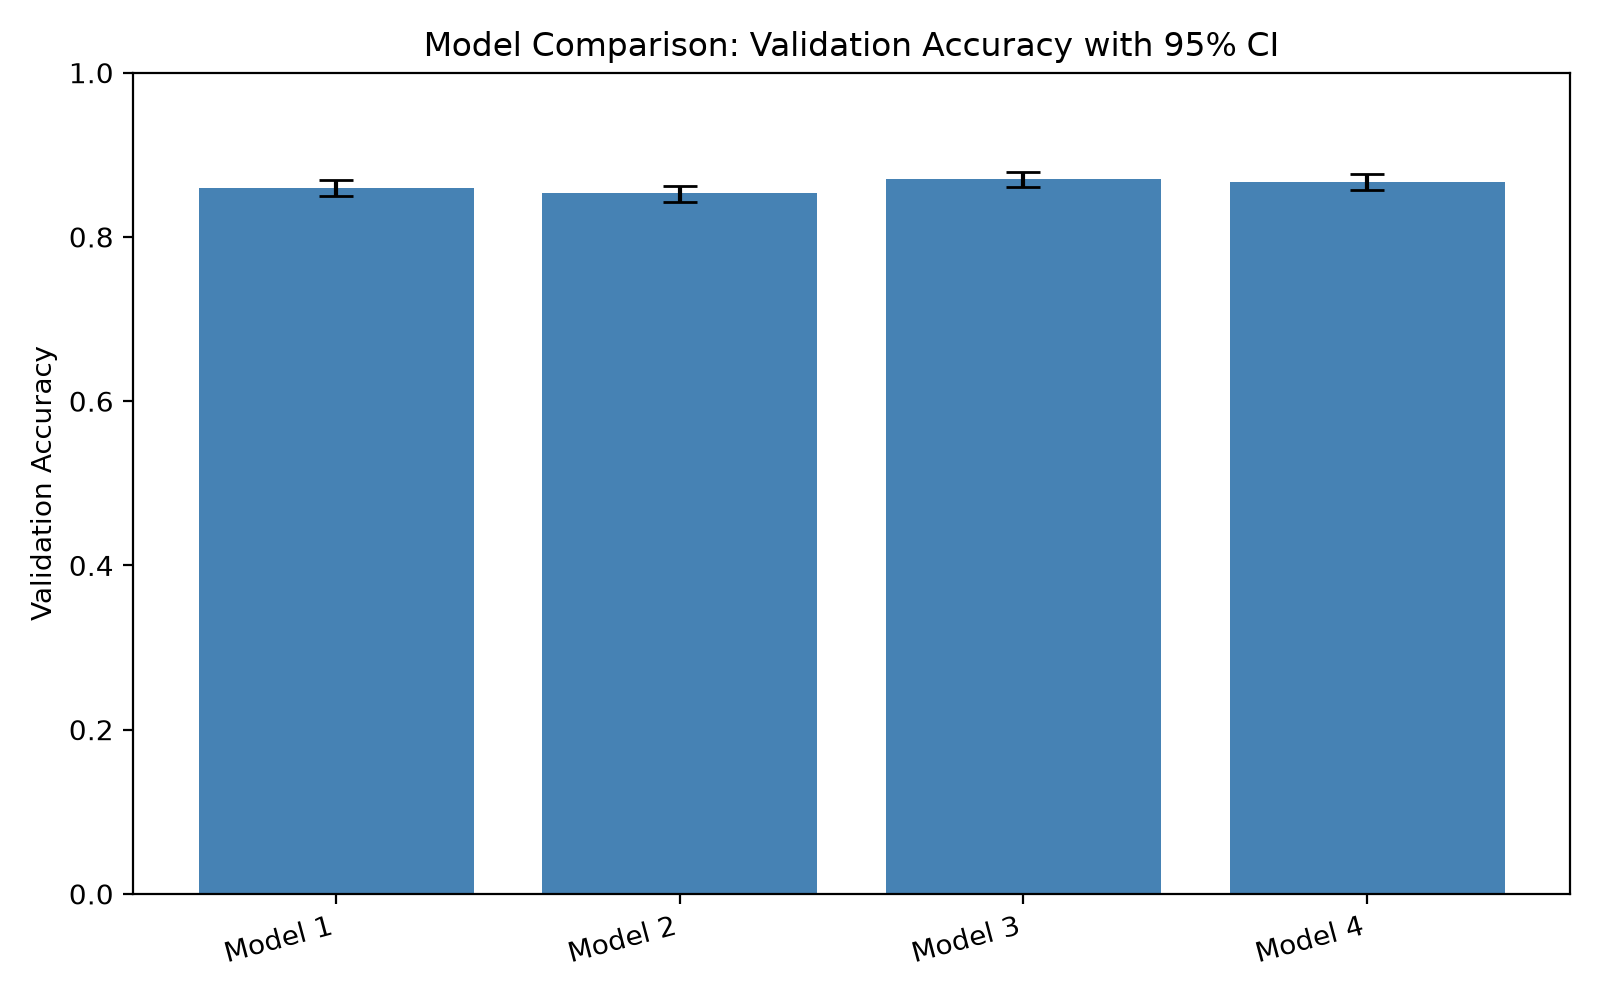 Model Comparison: Validation Accuracy with 95% CI
Validation Accuracy
1.0
0.8
0.6
0.4
0.2
0.0
Model 1
Model 2
Model 3
Model 4